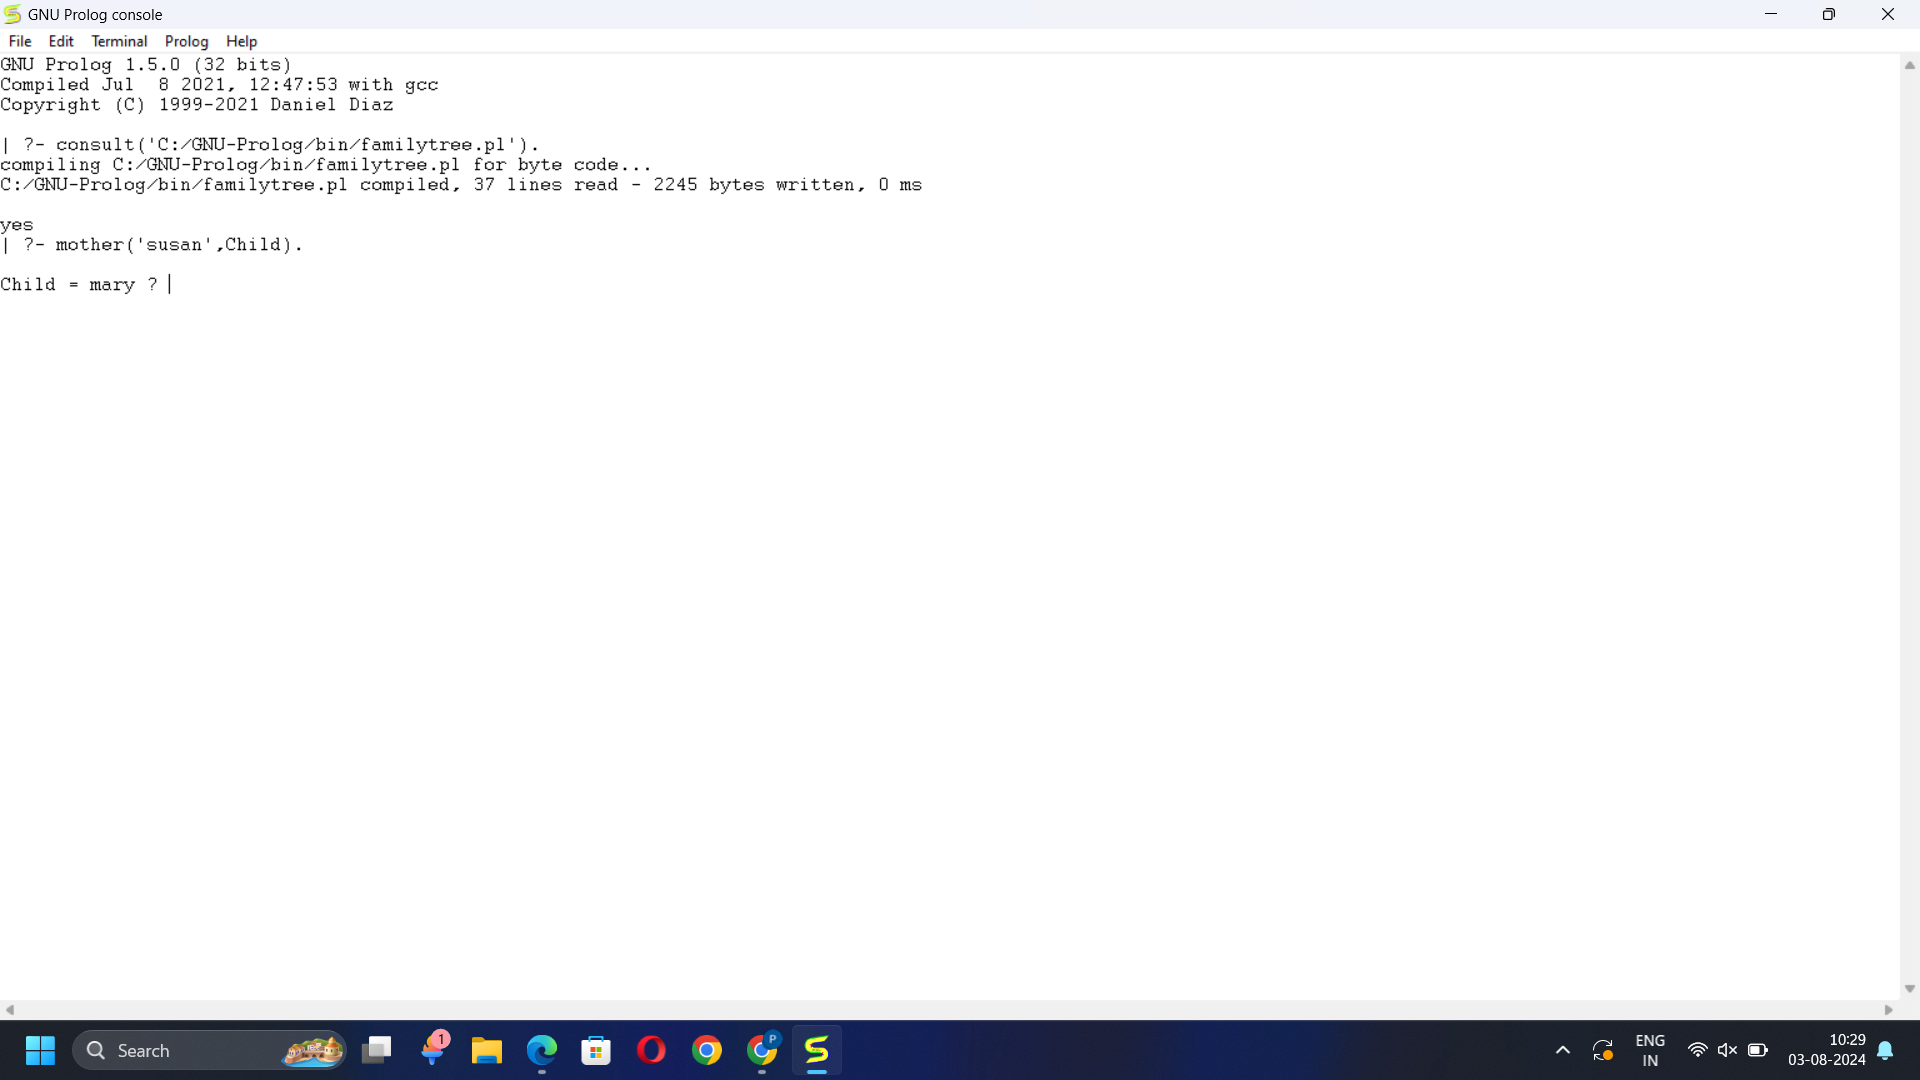 GNU Prolog console
File Edit Terminal Prolog Help
GNU Prolog 1.5.0 (32 bits)
Compiled Jul  8 2021, 12:47:53 with gcc
Copyright (C) 1999-2021 Daniel Diaz
| ?- consult('C:/GNU-Prolog/bin/familytree.pl').
compiling C:/GNU-Prolog/bin/familytree.pl for byte code...
C:/GNU-Prolog/bin/familytree.pl compiled, 37 lines read - 2245 bytes written, 0 ms
yes
| ?- mother('susan',Child).
Child = mary ?
Search
1
P
ENG
IN
10:29
03-08-2024